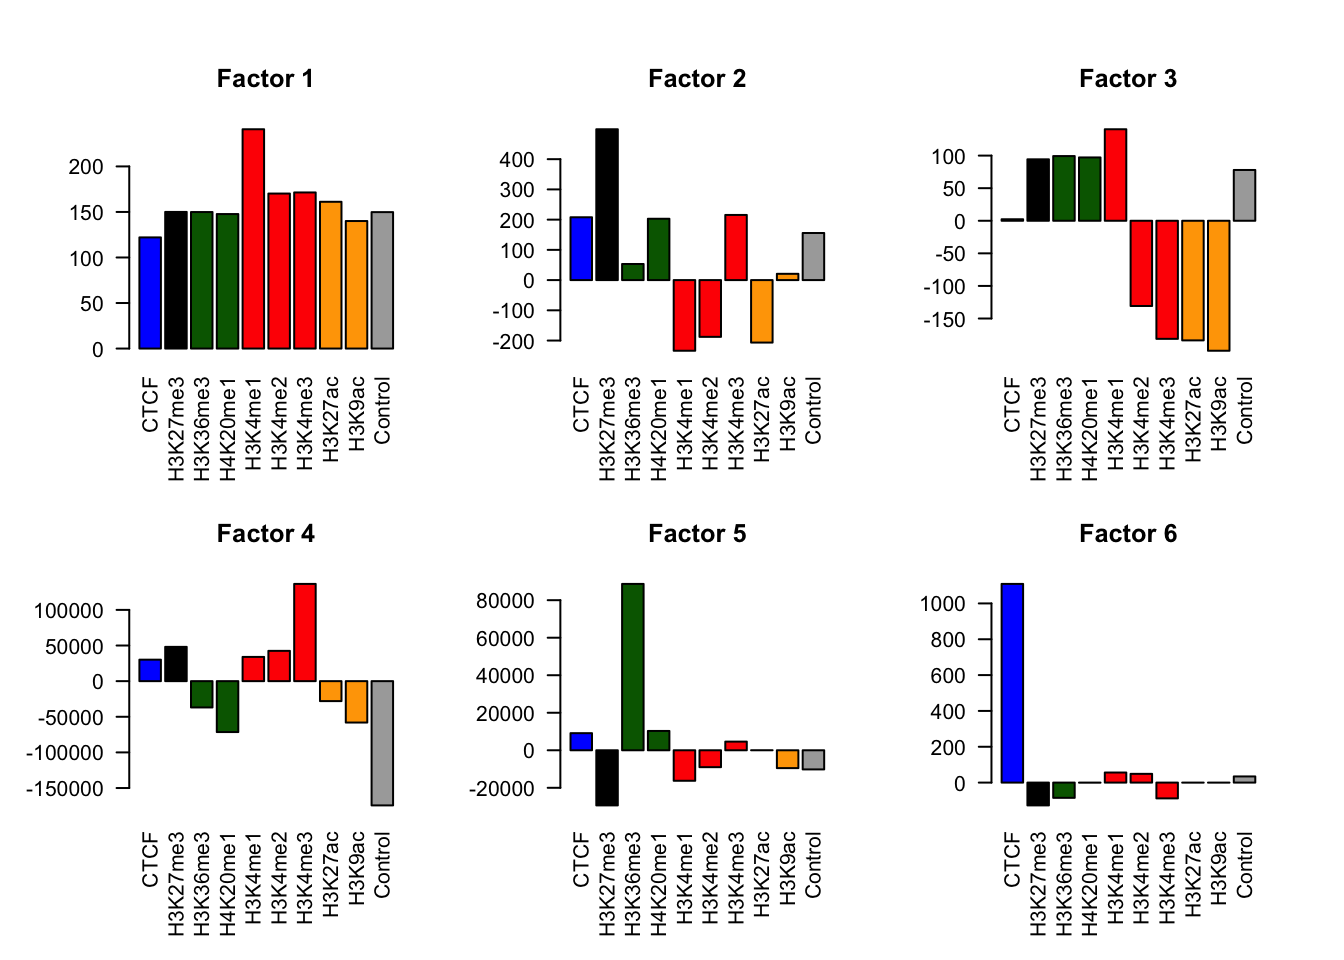 Factor 1
200
150
100
50
0
CTCF
H3K27me3
H3K36me3
H4K20me1
H3K4me1
H3K4me2
H3K4me3
H3K27ac
H3K9ac
Control
Factor 2
400
300
200
100
0
-100
-200
CTCF
H3K27me3
H3K36me3
H4K20me1
H3K4me1
H3K4me2
H3K4me3
H3K27ac
H3K9ac
Control
Factor 3
100
50
0
-50
-100
-150
CTCF
H3K27me3
H3K36me3
H4K20me1
H3K4me1
H3K4me2
H3K4me3
H3K27ac
H3K9ac
Control
Factor 4
100000
50000
0
-50000
-100000
-150000
CTCF
H3K27me3
H3K36me3
H4K20me1
H3K4me1
H3K4me2
H3K4me3
H3K27ac
H3K9ac
Control
Factor 5
80000
60000
40000
20000
0
-20000
CTCF
H3K27me3
H3K36me3
H4K20me1
H3K4me1
H3K4me2
H3K4me3
H3K27ac
H3K9ac
Control
Factor 6
1000
800
600
400
200
0
CTCF
H3K27me3
H3K36me3
H4K20me1
H3K4me1
H3K4me2
H3K4me3
H3K27ac
H3K9ac
Control